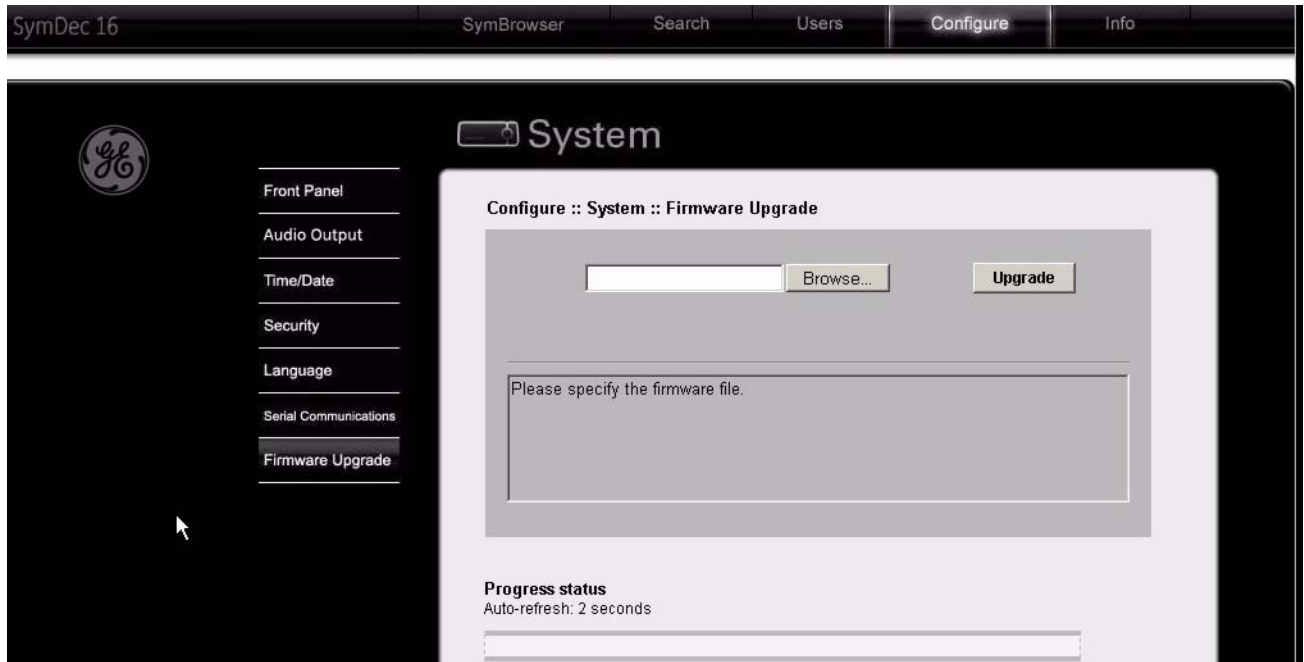 SymDec 16
SymBrowser
Search
Users
Configure
Info
GE
System
Front Panel
Audio Output
Time/Date
Security
Language
Serial Communications
Firmware Upgrade
Configure :: System :: Firmware Upgrade
Browse...
Upgrade
Please specify the firmware file.
Progress status
Auto-refresh: 2 seconds